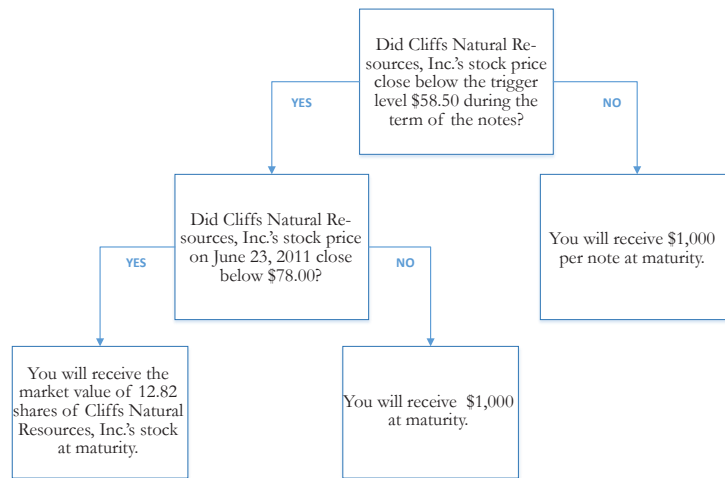 Did Cliffs Natural Re-
sources, Inc.'s stock price
close below the trigger
level $58.50 during the
term of the notes?
YES
NO
Did Cliffs Natural Re-
sources, Inc.'s stock price
on June 23, 2011 close
below $78.00?
You will receive $1,000
per note at maturity.
YES
NO
You will receive the
market value of 12.82
shares of Cliffs Natural
Resources, Inc.'s stock
at maturity.
You will receive $1,000
at maturity.